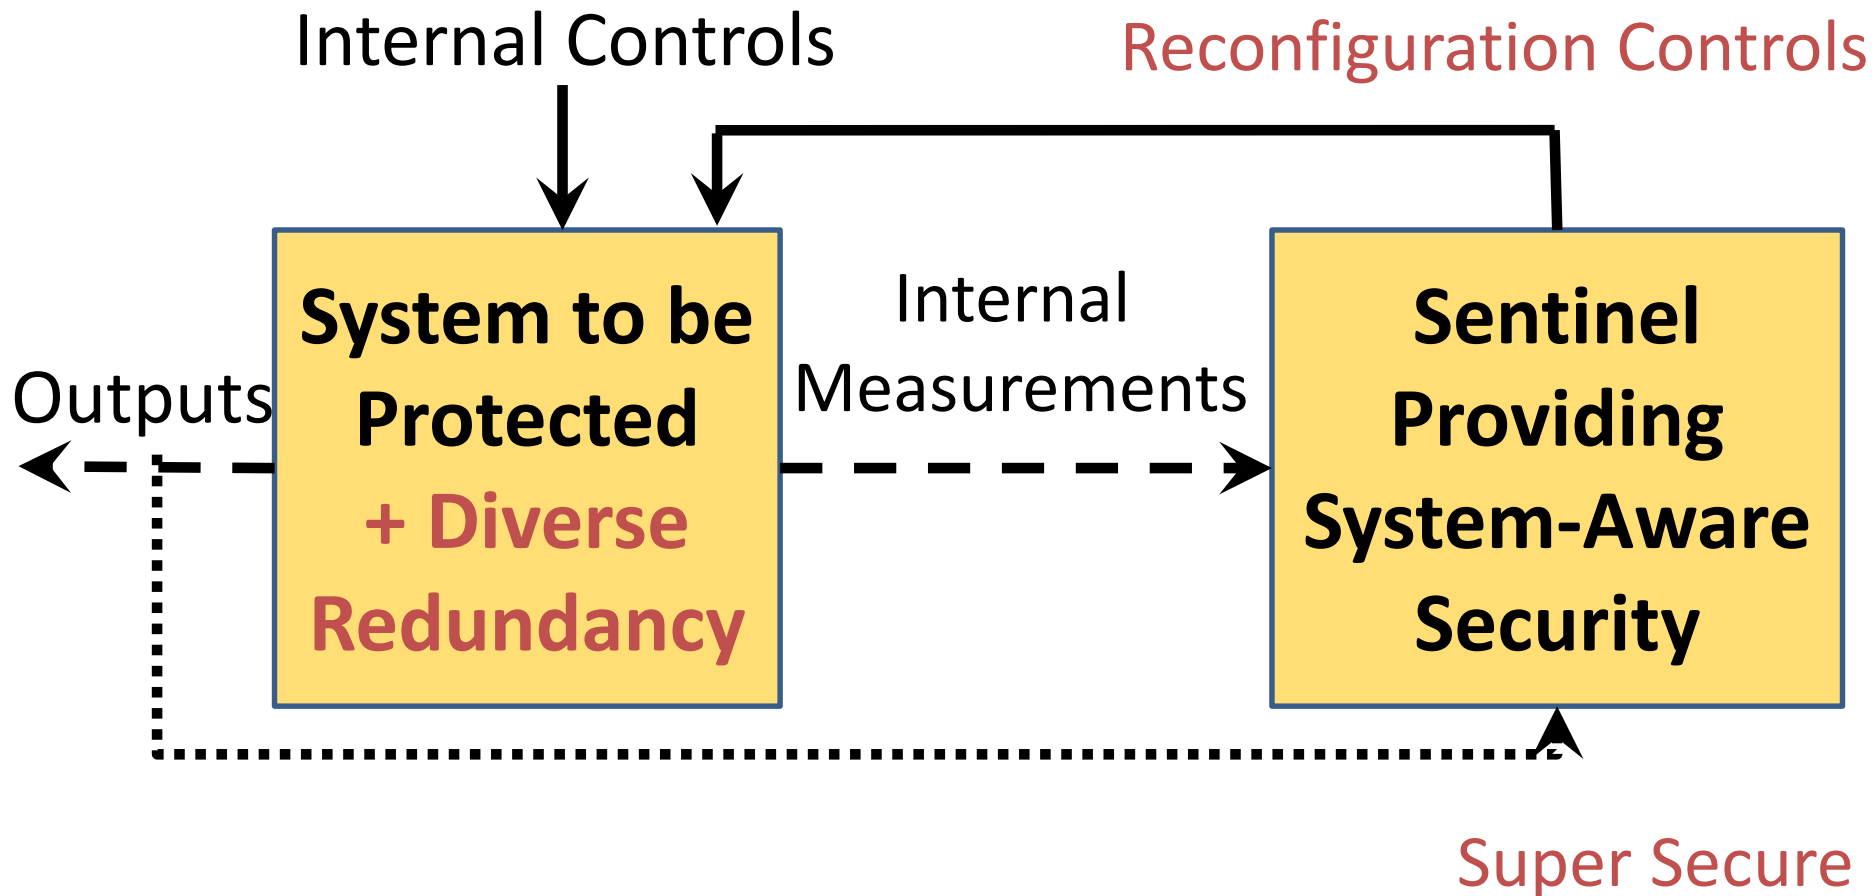 Internal Controls
Reconfiguration Controls
Outputs
System to be
Protected
+ Diverse
Redundancy
Internal
Measurements
Sentinel
Providing
System-Aware
Security
Super Secure